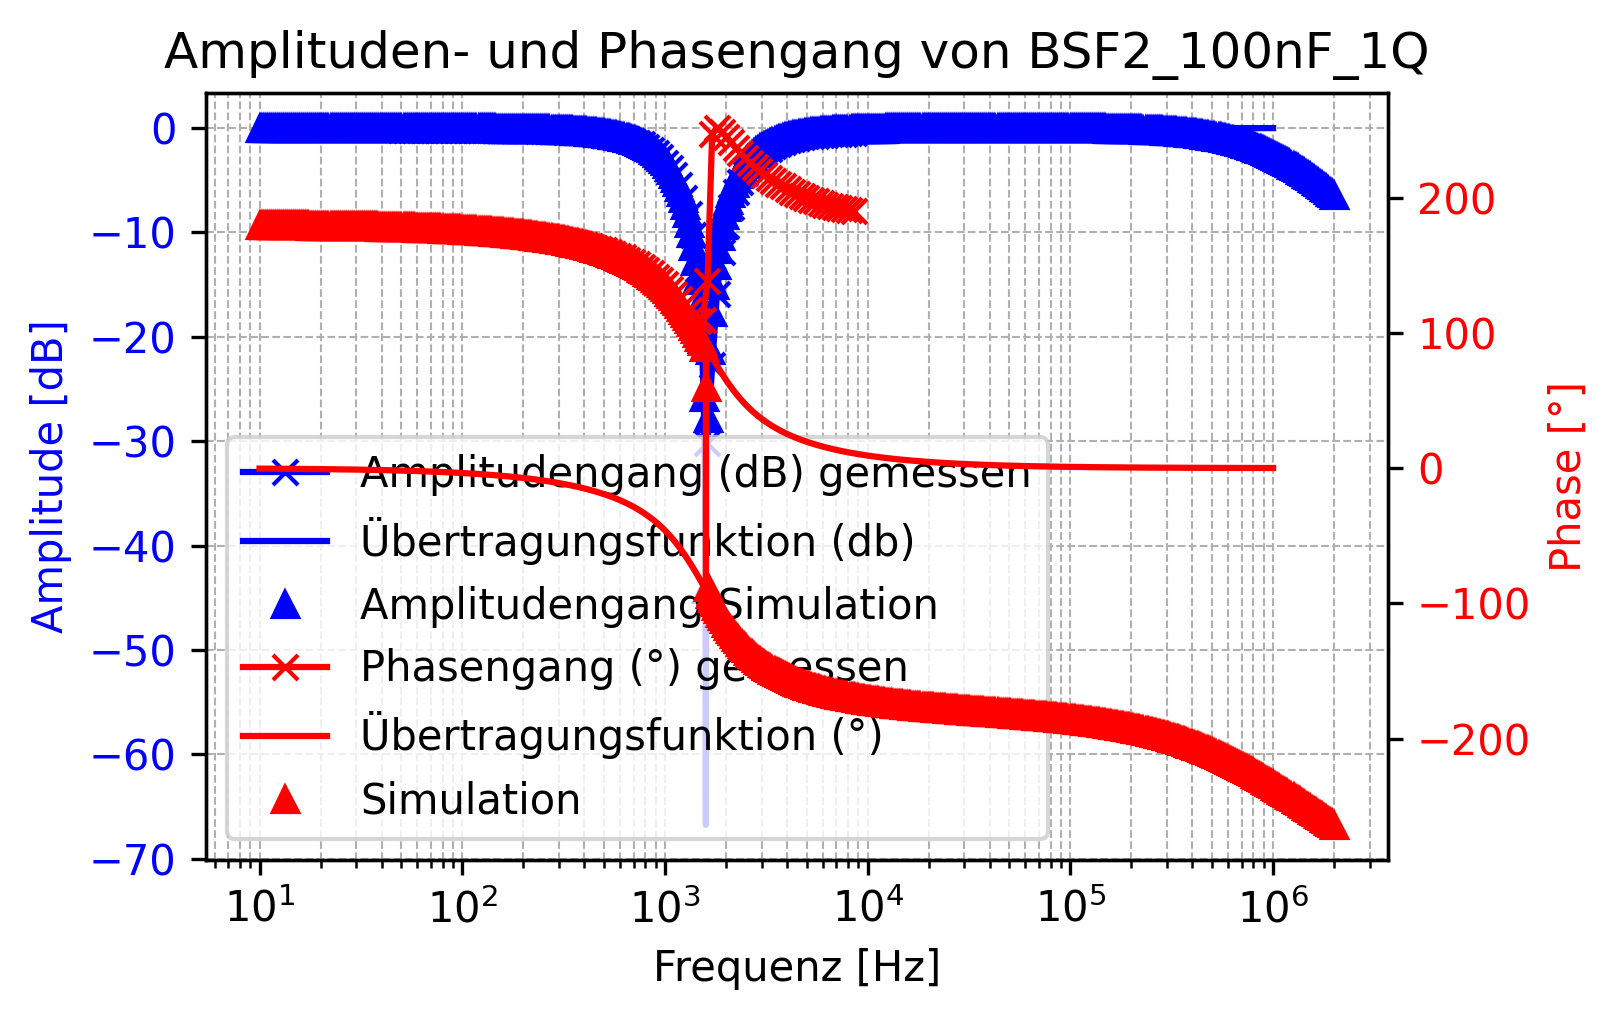 Amplituden- und Phasengang von BSF2_100nF_1Q
Amplitude [dB]
0
−10
−20
−30
−40
−50
−60
−70
Amplitudengang (dB) gemessen
Übertragungsfunktion (db)
Amplitudengang Simulation
Phasengang (°) gemessen
Übertragungsfunktion (°)
Simulation
200
100
0
−100
−200
Phase [°]
10¹ 10² 10³ 10⁴ 10⁵ 10⁶
Frequenz [Hz]